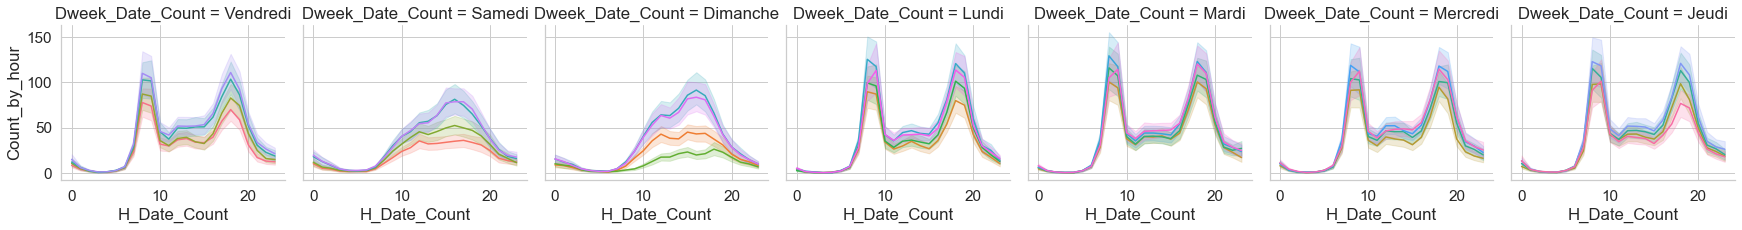 Dweek_Date_Count = Vendredi
Dweek_Date_Count = Samedi
Dweek_Date_Count = Dimanche
Dweek_Date_Count = Lundi
Dweek_Date_Count = Mardi
Dweek_Date_Count = Mercredi
Dweek_Date_Count = Jeudi
Count_by_hour
150
100
50
0
0 10 20
0 10 20
0 10 20
0 10 20
0 10 20
0 10 20
0 10 20
H_Date_Count
H_Date_Count
H_Date_Count
H_Date_Count
H_Date_Count
H_Date_Count
H_Date_Count